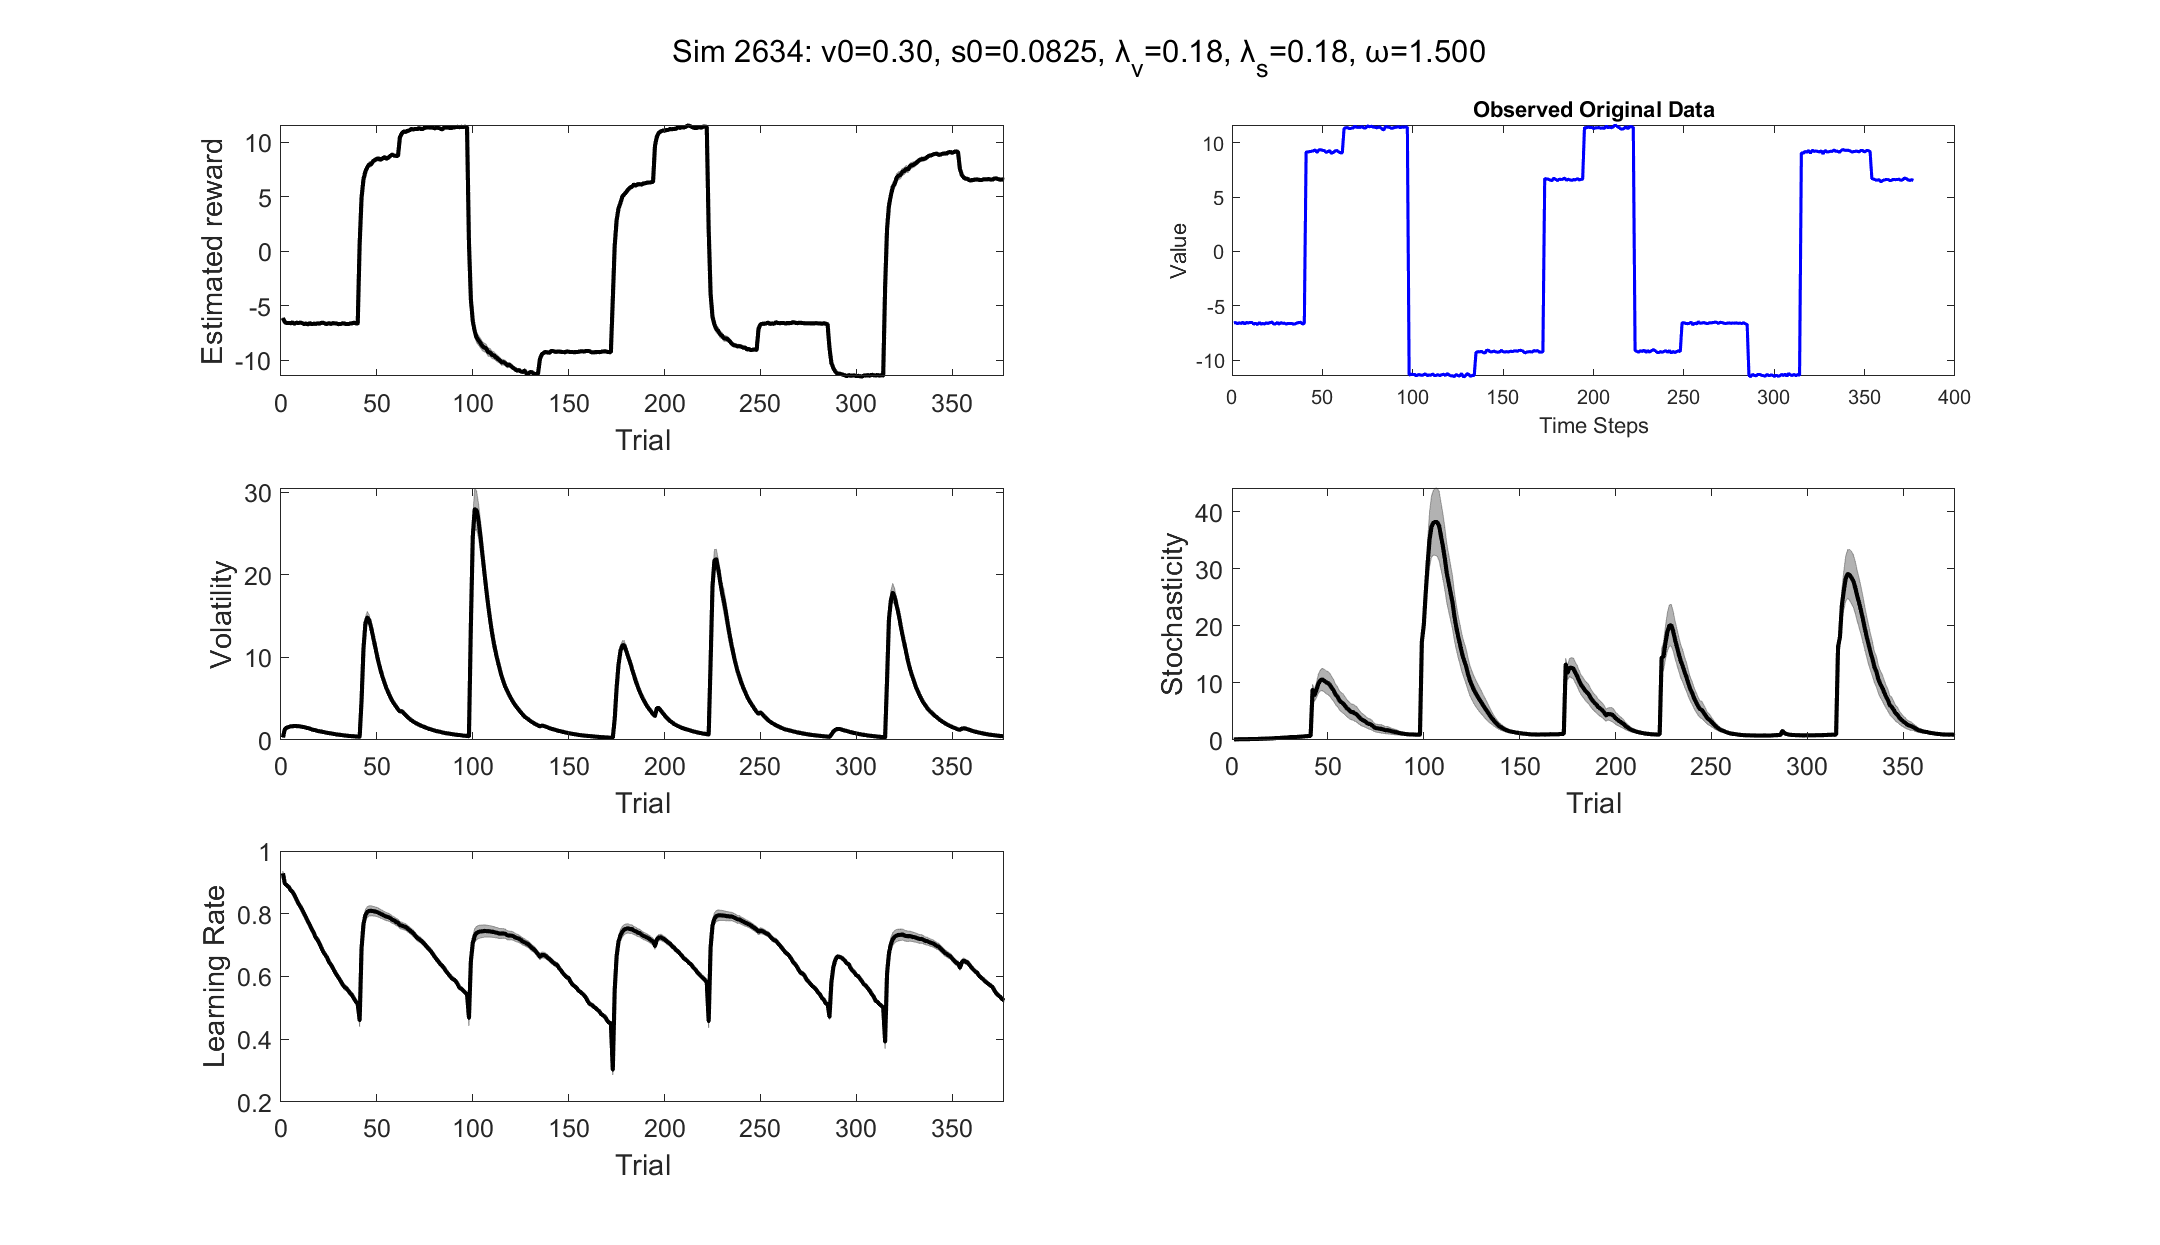 Sim 2634: v0=0.30, s0=0.0825, λv=0.18, λs=0.18, ω=1.500
Estimated reward
10
5
0
-5
-10
0 50 100 150 200 250 300 350
Trial
Observed Original Data
Value
10
5
0
-5
-10
0 50 100 150 200 250 300 350 400
Time Steps
Volatility
30
20
10
0
0 50 100 150 200 250 300 350
Trial
Stochasticity
40
30
20
10
0
0 50 100 150 200 250 300 350
Trial
Learning Rate
1
0.8
0.6
0.4
0.2
0 50 100 150 200 250 300 350
Trial